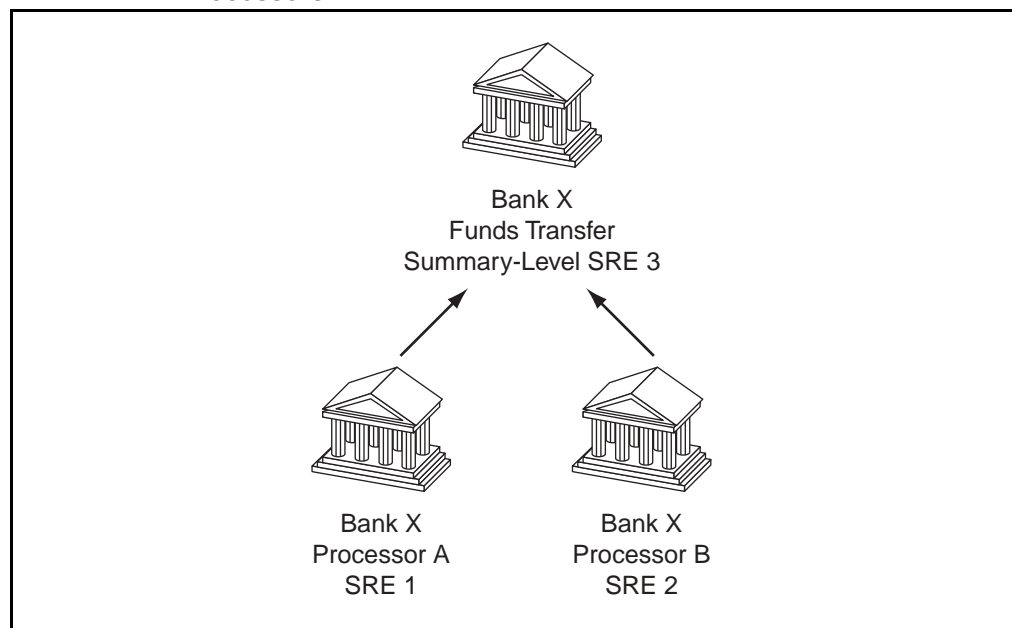 Bank X
Funds Transfer
Summary-Level SRE 3
Bank X
Processor A
SRE 1
Bank X
Processor B
SRE 2